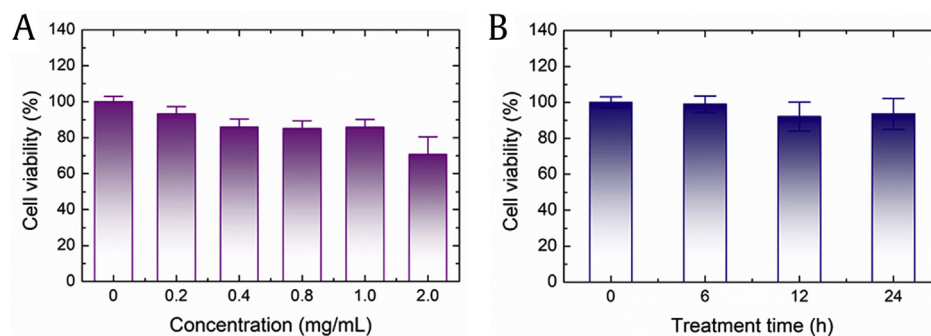 A
Cell viability (%)
140
120
100
80
60
40
20
0
0 0.2 0.4 0.8 1.0 2.0
Concentration (mg/mL)
B
Cell viability (%)
140
120
100
80
60
40
20
0
0 6 12 24
Treatment time (h)